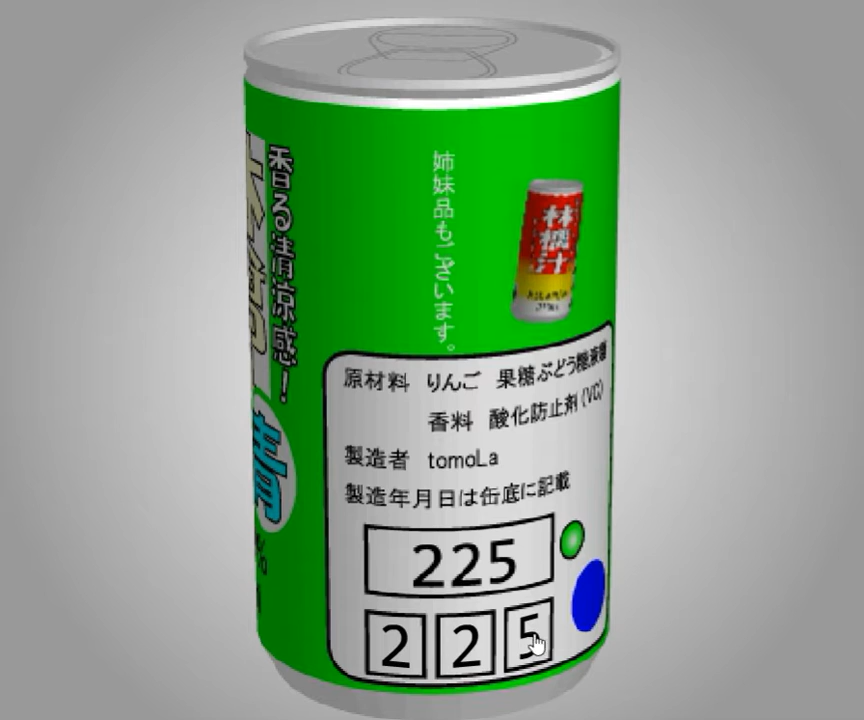 香る清涼感！
青
姉妹品もございます。
林檎汁
原材料 りんご 果糖ぶどう糖液糖
香料 酸化防止剤(VC)
製造者 tomoLa
製造年月日は缶底に記載
225
2 2 5